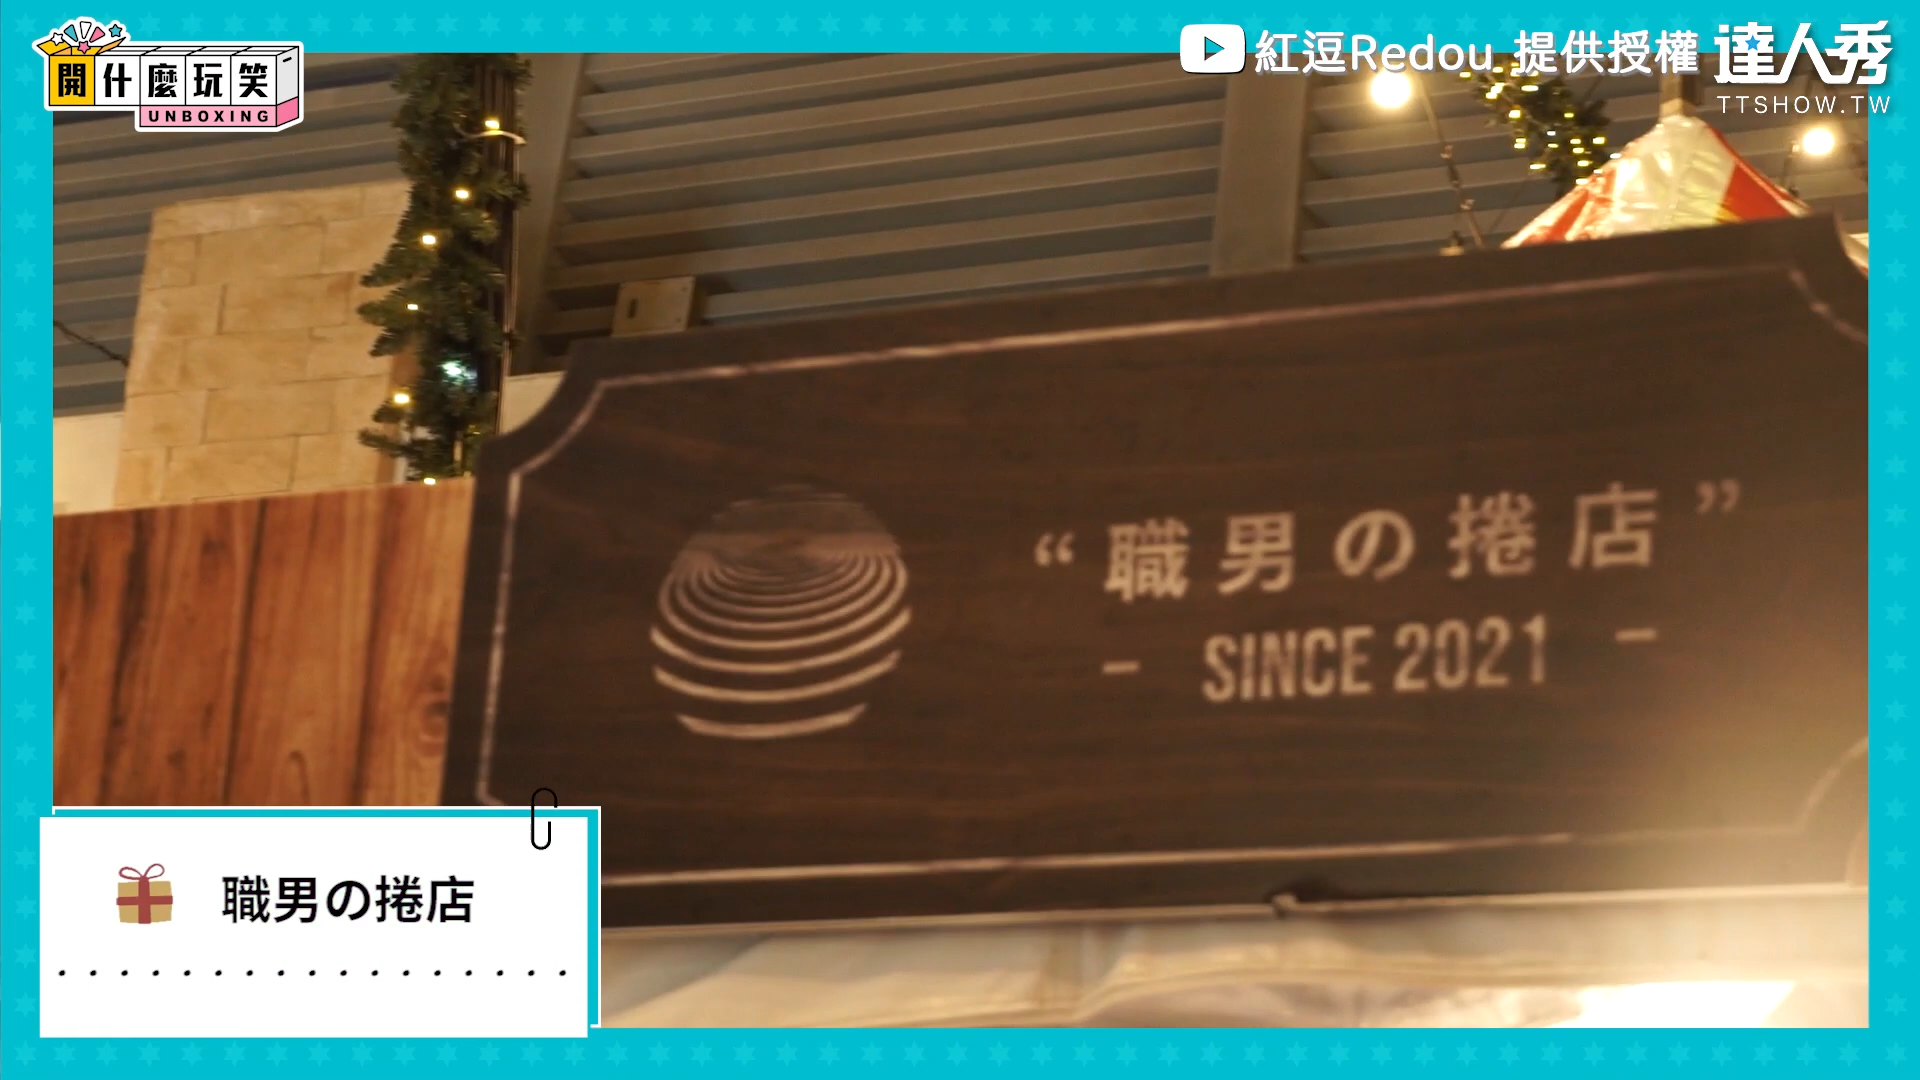 開什麼玩笑
UNBOXING
紅逗Redou 提供授權
達人秀
TTSHOW.TW
“職男の捲店”
- SINCE 2021 -
職男の捲店